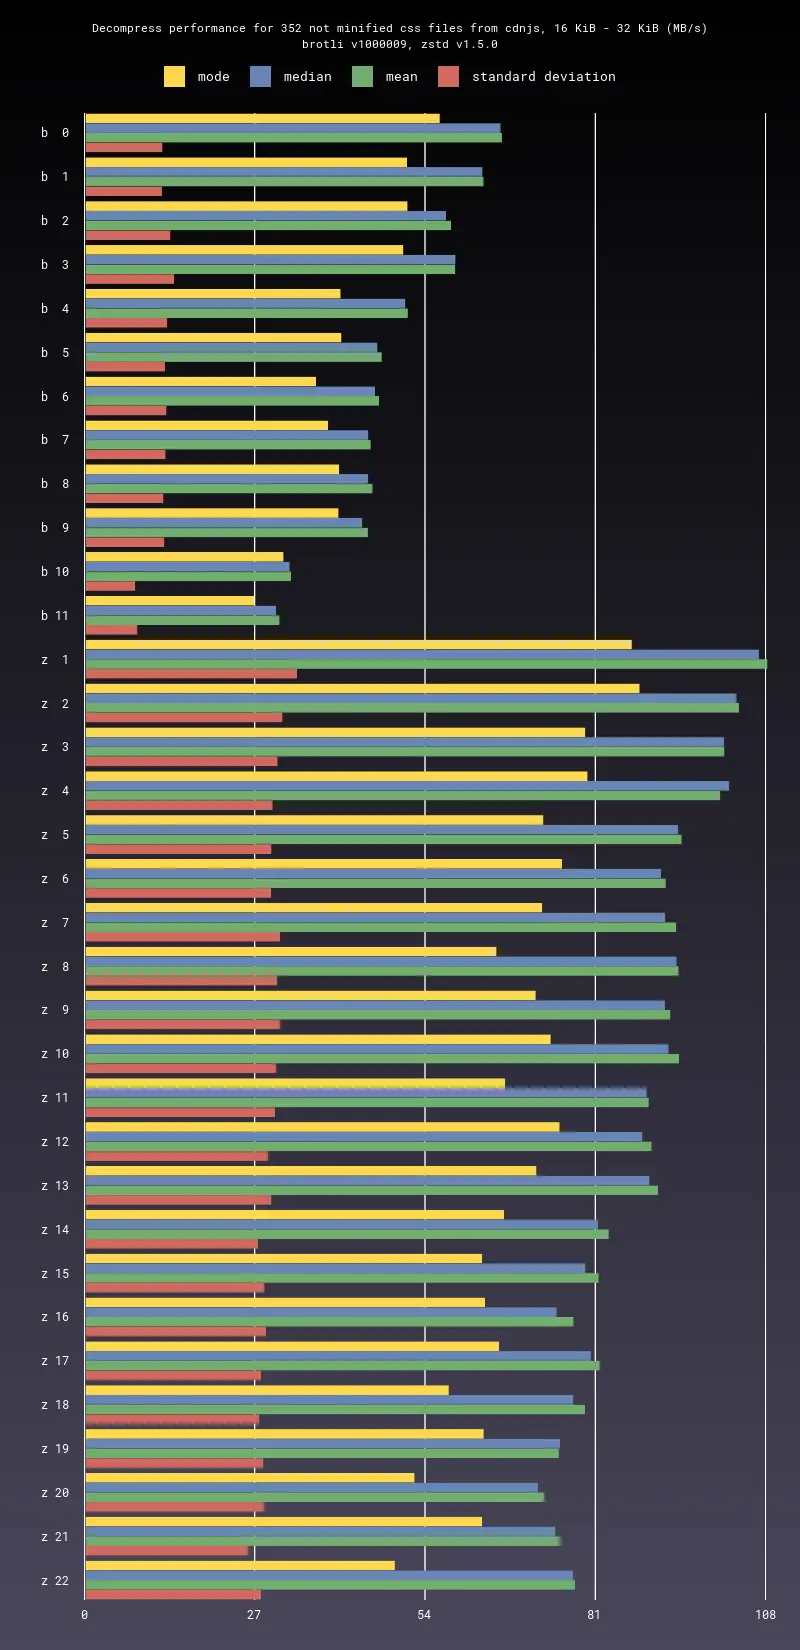 Decompress performance for 352 not minified css files from cdnjs, 16 KiB - 32 KiB (MB/s)
brotli v1000009, zstd v1.5.0
mode median mean standard deviation
b 0
b 1
b 2
b 3
b 4
b 5
b 6
b 7
b 8
b 9
b 10
b 11
z 1
z 2
z 3
z 4
z 5
z 6
z 7
z 8
z 9
z 10
z 11
z 12
z 13
z 14
z 15
z 16
z 17
z 18
z 19
z 20
z 21
z 22
0 27 54 81 108